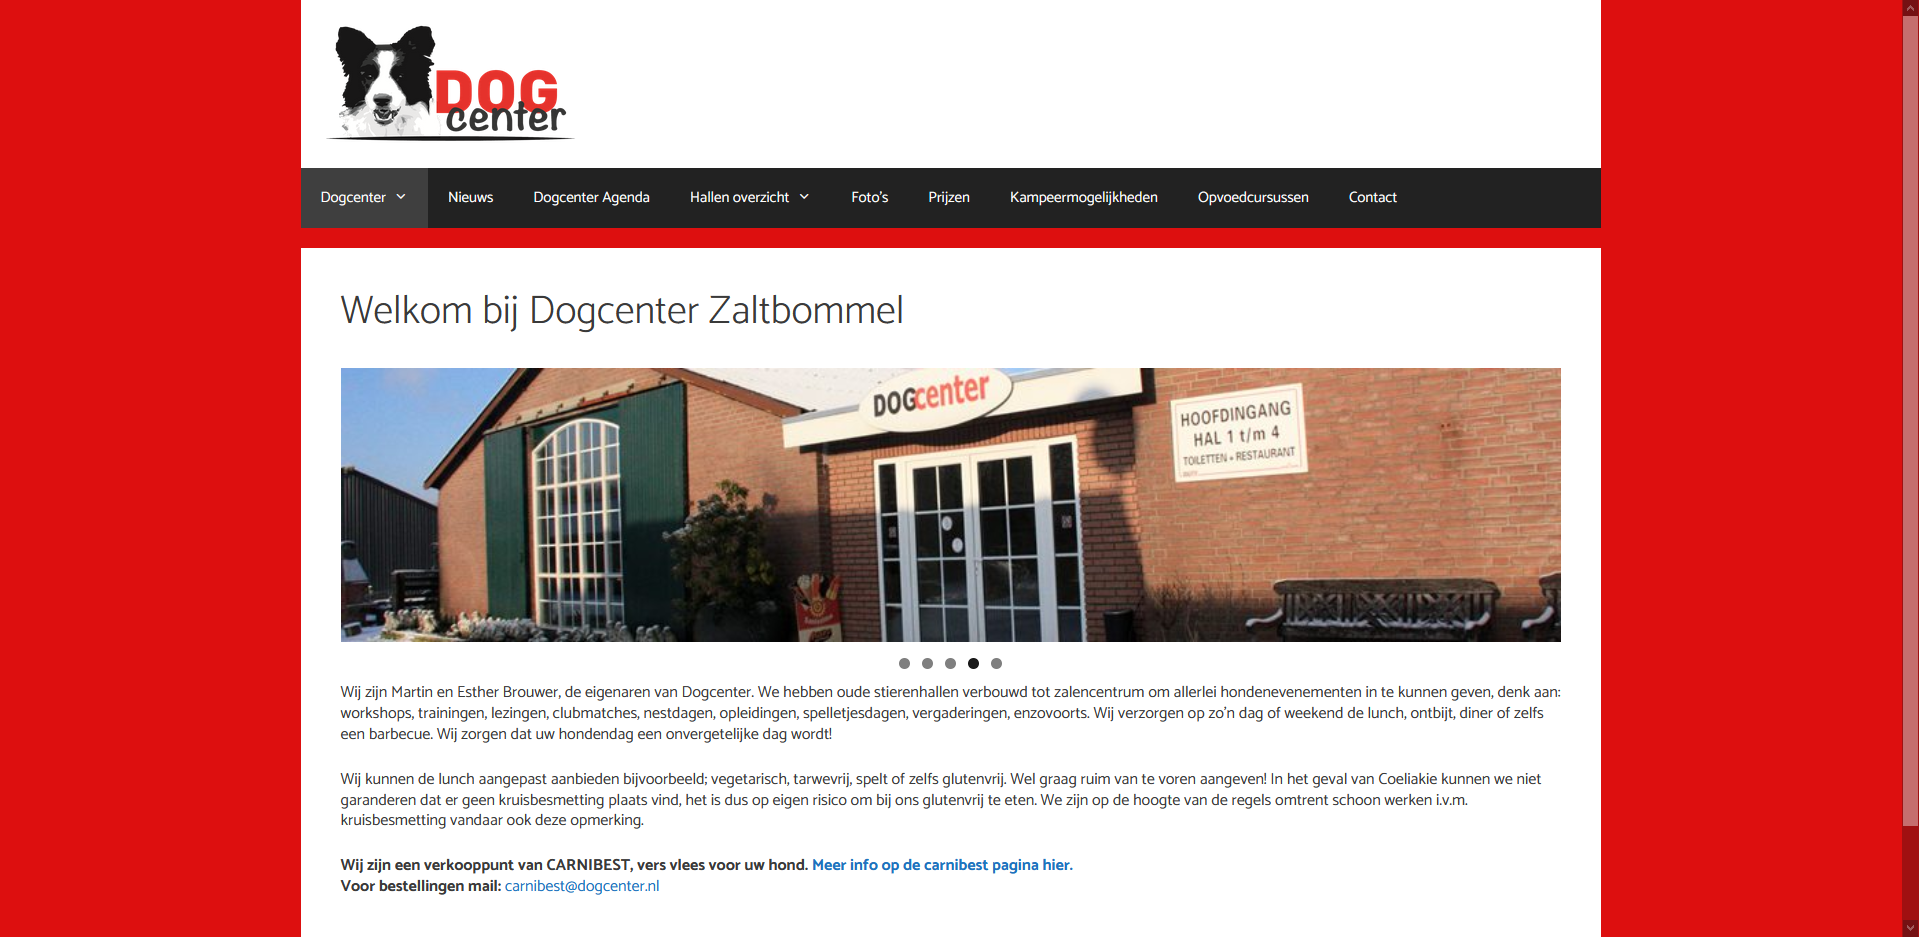 DOG
center
Dogcenter
Nieuws
Dogcenter Agenda
Hallen overzicht
Foto's
Prijzen
Kampeermogelijkheden
Opvoedcursussen
Contact
Welkom bij Dogcenter Zaltbommel
DOGcenter
HOOFDINGANG
HAL 1 t/m 4
TOILETTEN • RESTAURANT
Wij zijn Martin en Esther Brouwer, de eigenaren van Dogcenter. We hebben oude stierenhallen verbouwd tot zalencentrum om allerlei hondenevenementen in te kunnen geven, denk aan:
workshops, trainingen, lezingen, clubmatches, nestdagen, opleidingen, spelletjesdagen, vergaderingen, enzovoorts. Wij verzorgen op zo'n dag of weekend de lunch, ontbijt, diner of zelfs
een barbecue. Wij zorgen dat uw hondendag een onvergetelijke dag wordt!
Wij kunnen de lunch aangepast aanbieden bijvoorbeeld; vegetarisch, tarwevrij, spelt of zelfs glutenvrij. Wel graag ruim van te voren aangeven! In het geval van Coeliakie kunnen we niet
garanderen dat er geen kruisbesmetting plaats vind, het is dus op eigen risico om bij ons glutenvrij te eten. We zijn op de hoogte van de regels omtrent schoon werken i.v.m.
kruisbesmetting vandaar ook deze opmerking.
Wij zijn een verkooppunt van CARNIBEST, vers vlees voor uw hond. Meer info op de carnibest pagina hier.
Voor bestellingen mail: carnibest@dogcenter.nl